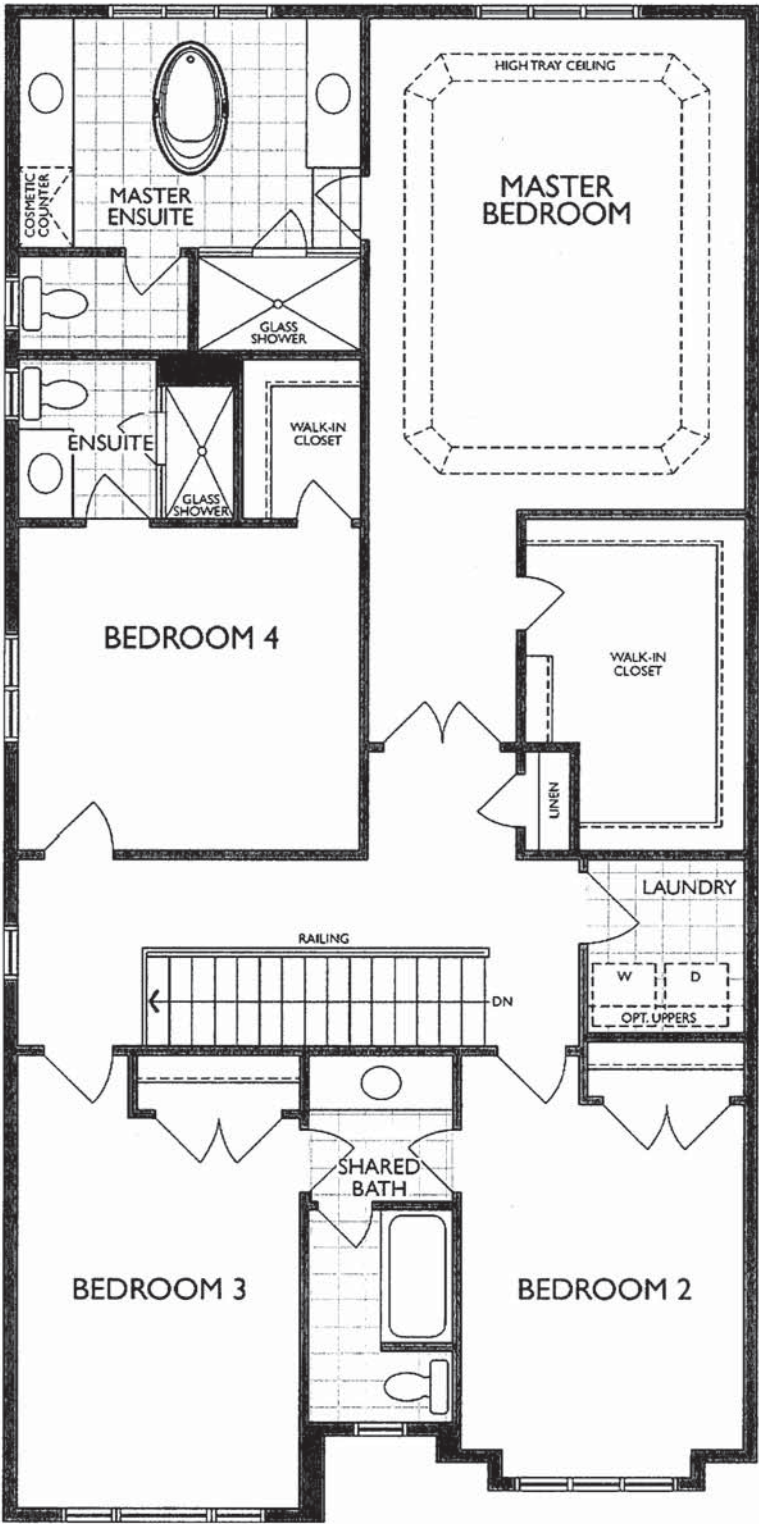 HIGH TRAY CEILING
MASTER
BEDROOM
COSMETIC
COUNTER
MASTER
ENSUITE
GLASS
SHOWER
ENSUITE
GLASS
SHOWER
WALK-IN
CLOSET
BEDROOM 4
WALK-IN
CLOSET
LINEN
LAUNDRY
W
D
OPT. UPPERS
RAILING
DN
SHARED
BATH
BEDROOM 3
BEDROOM 2